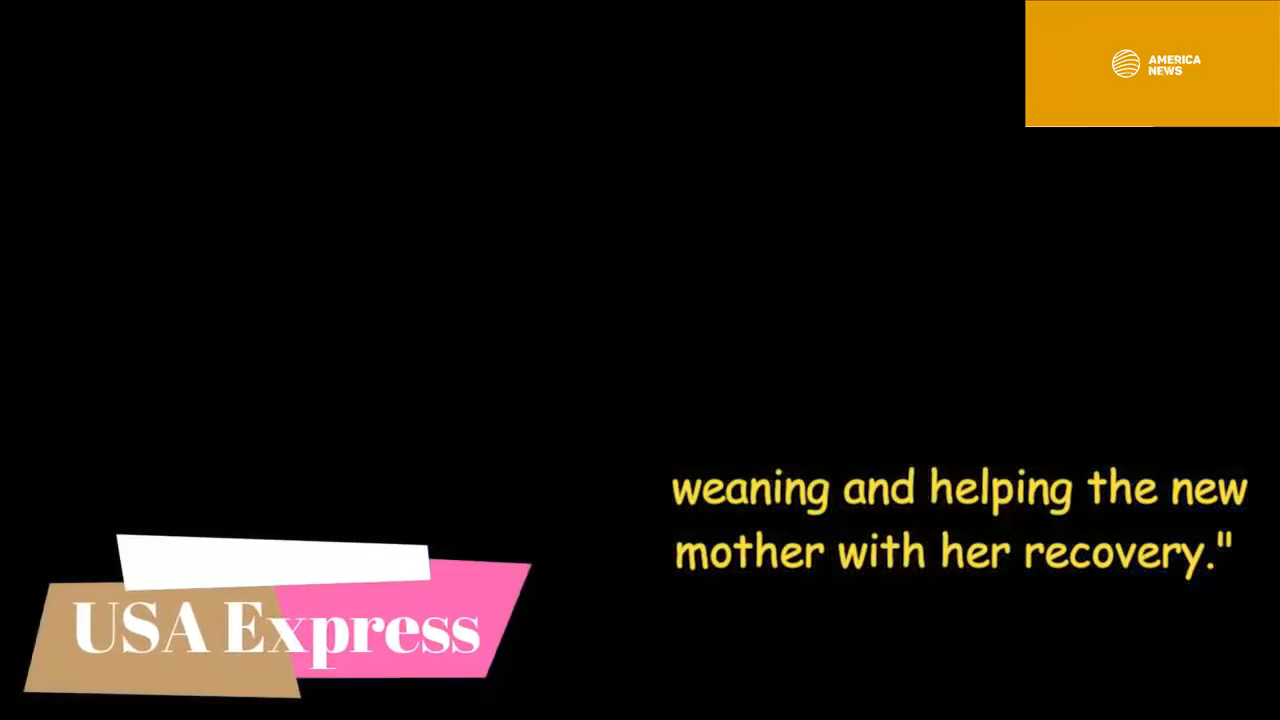 AMERICA
NEWS
weaning and helping the new
mother with her recovery."
USA Express